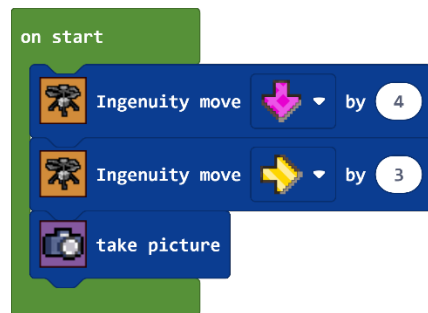 on start
Ingenuity move by 4
Ingenuity move by 3
take picture